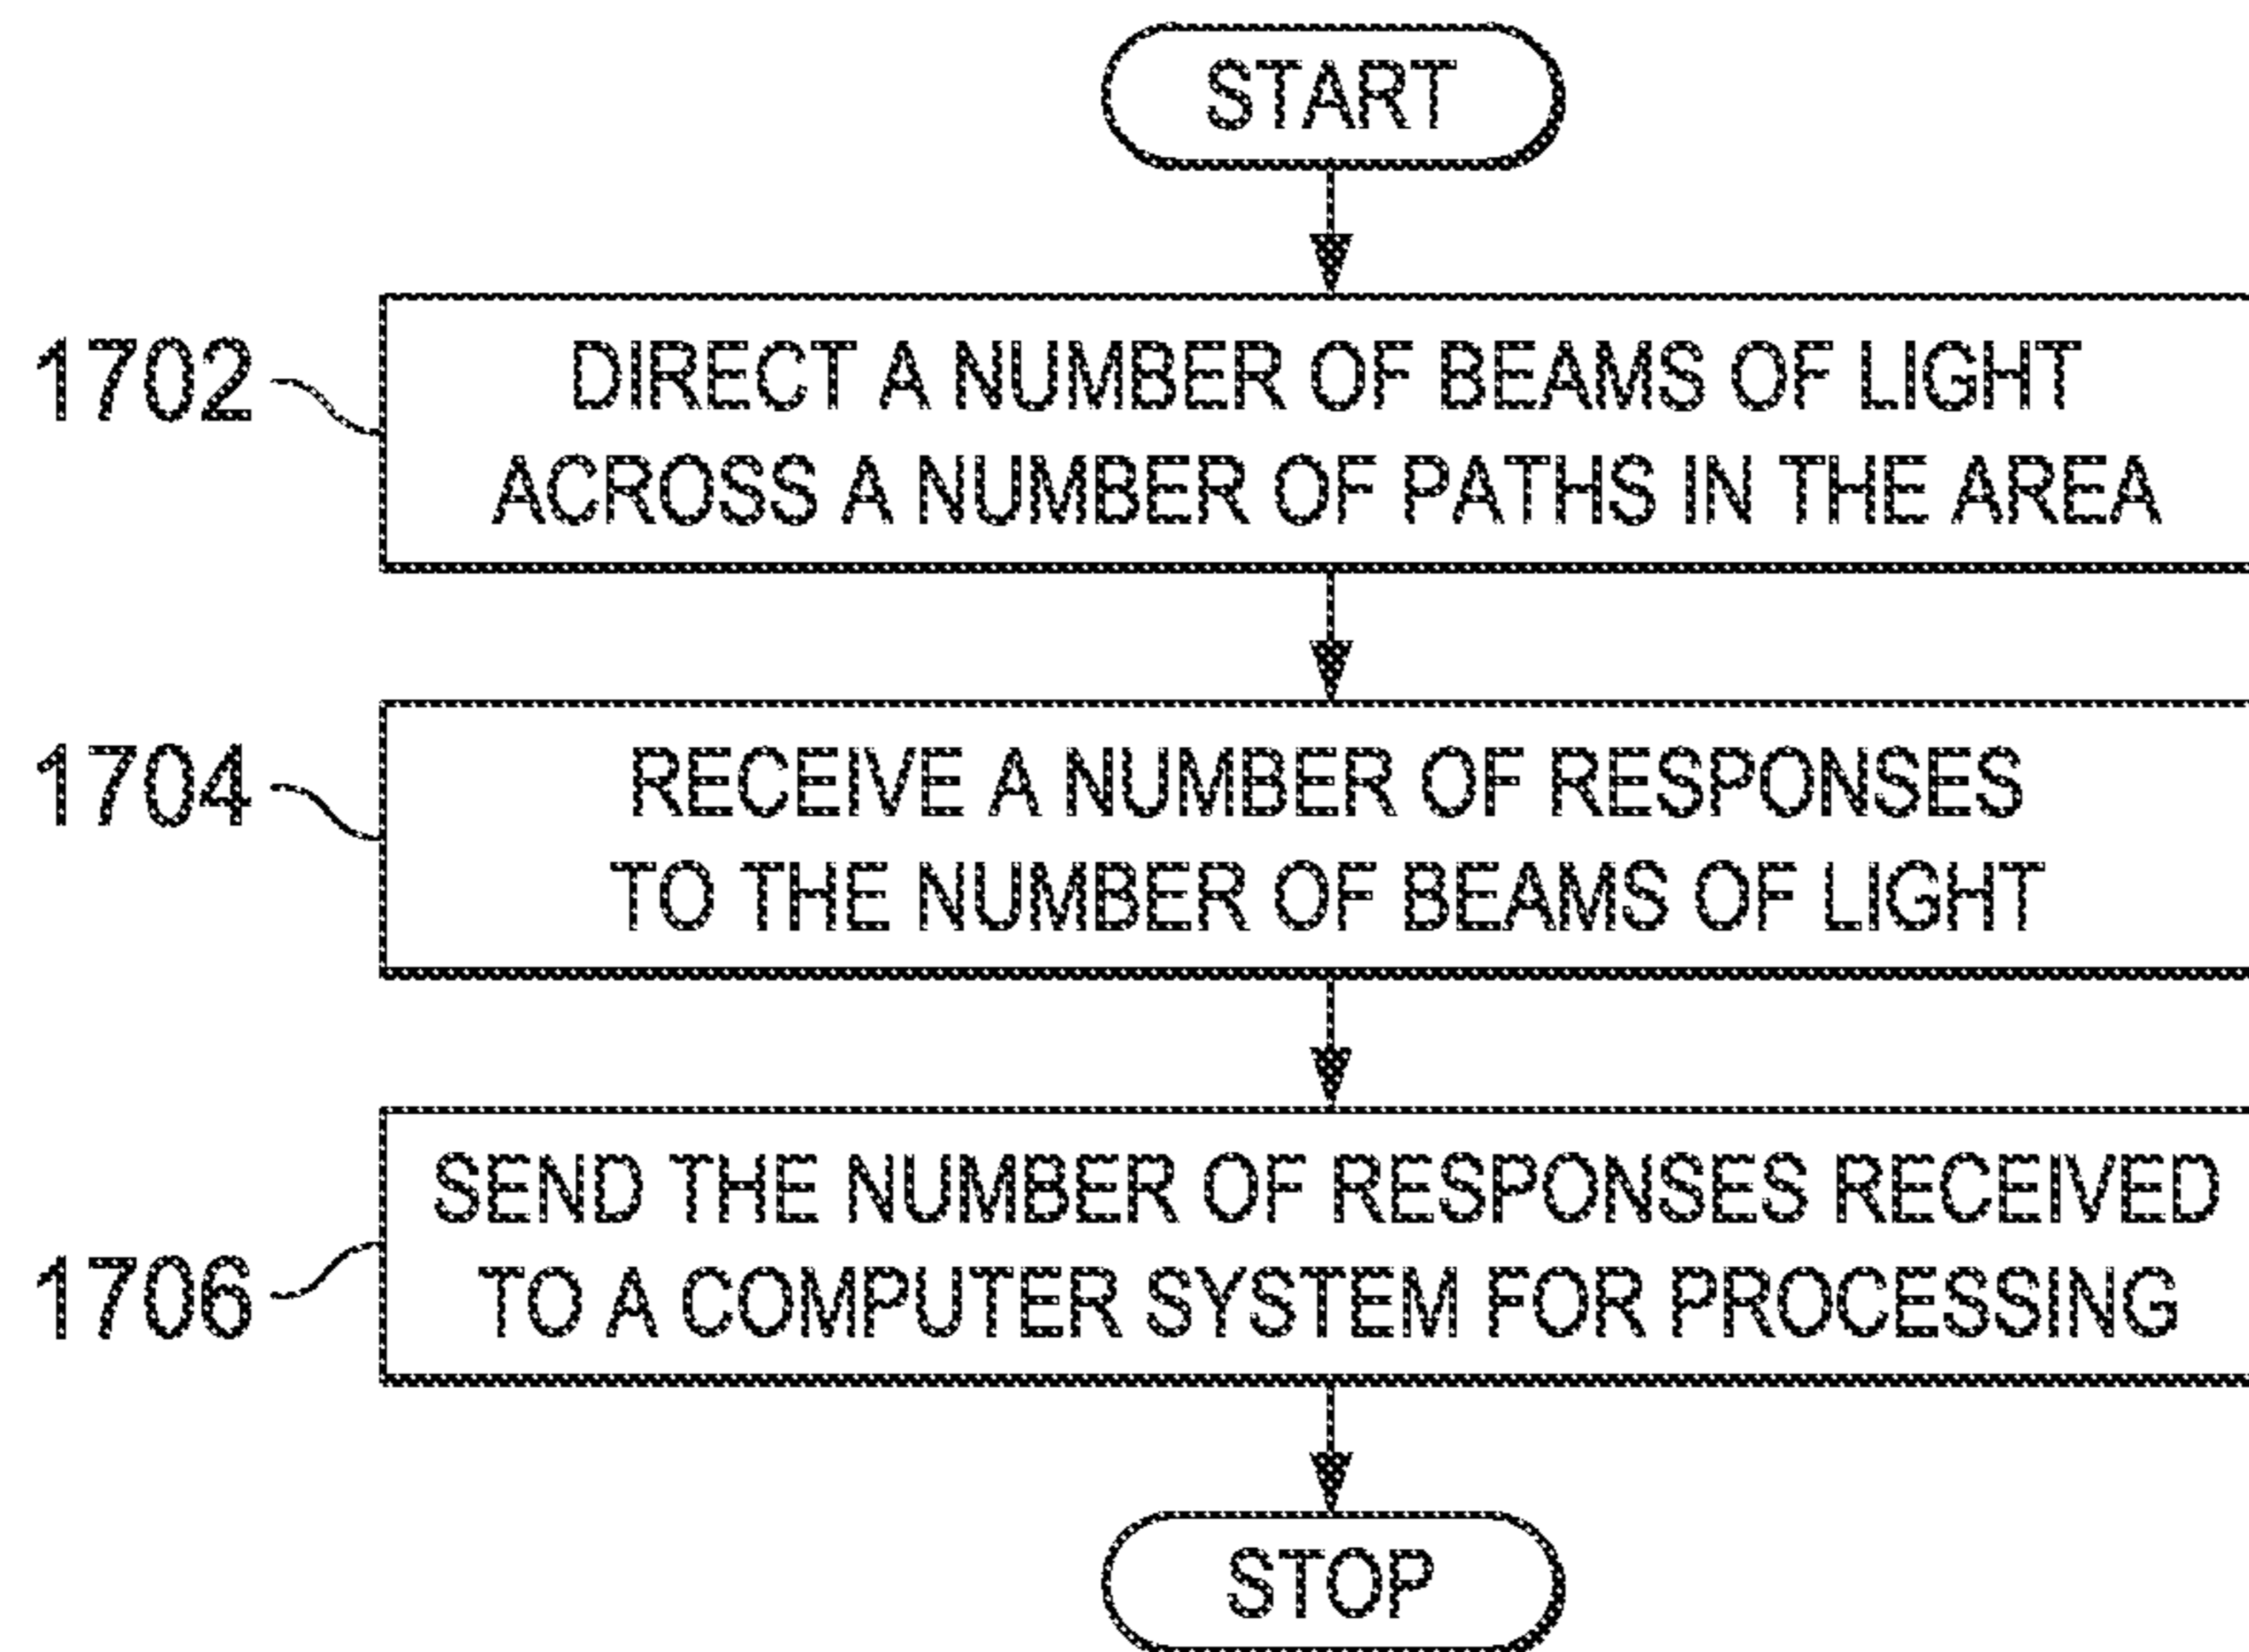 START
1702
DIRECT A NUMBER OF BEAMS OF LIGHT
ACROSS A NUMBER OF PATHS IN THE AREA
1704
RECEIVE A NUMBER OF RESPONSES
TO THE NUMBER OF BEAMS OF LIGHT
1706
SEND THE NUMBER OF RESPONSES RECEIVED
TO A COMPUTER SYSTEM FOR PROCESSING
STOP